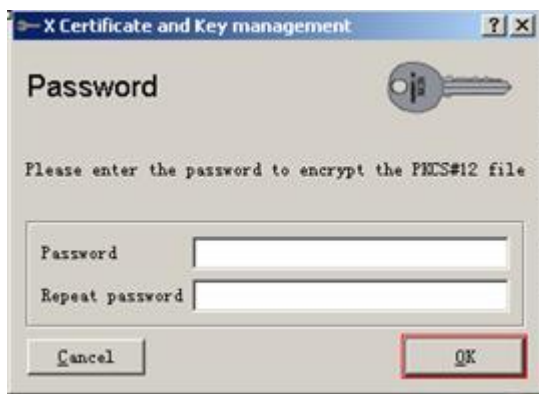 X Certificate and Key management
Password
Please enter the password to encrypt the PKCS#12 file
Password
Repeat password
Cancel
OK